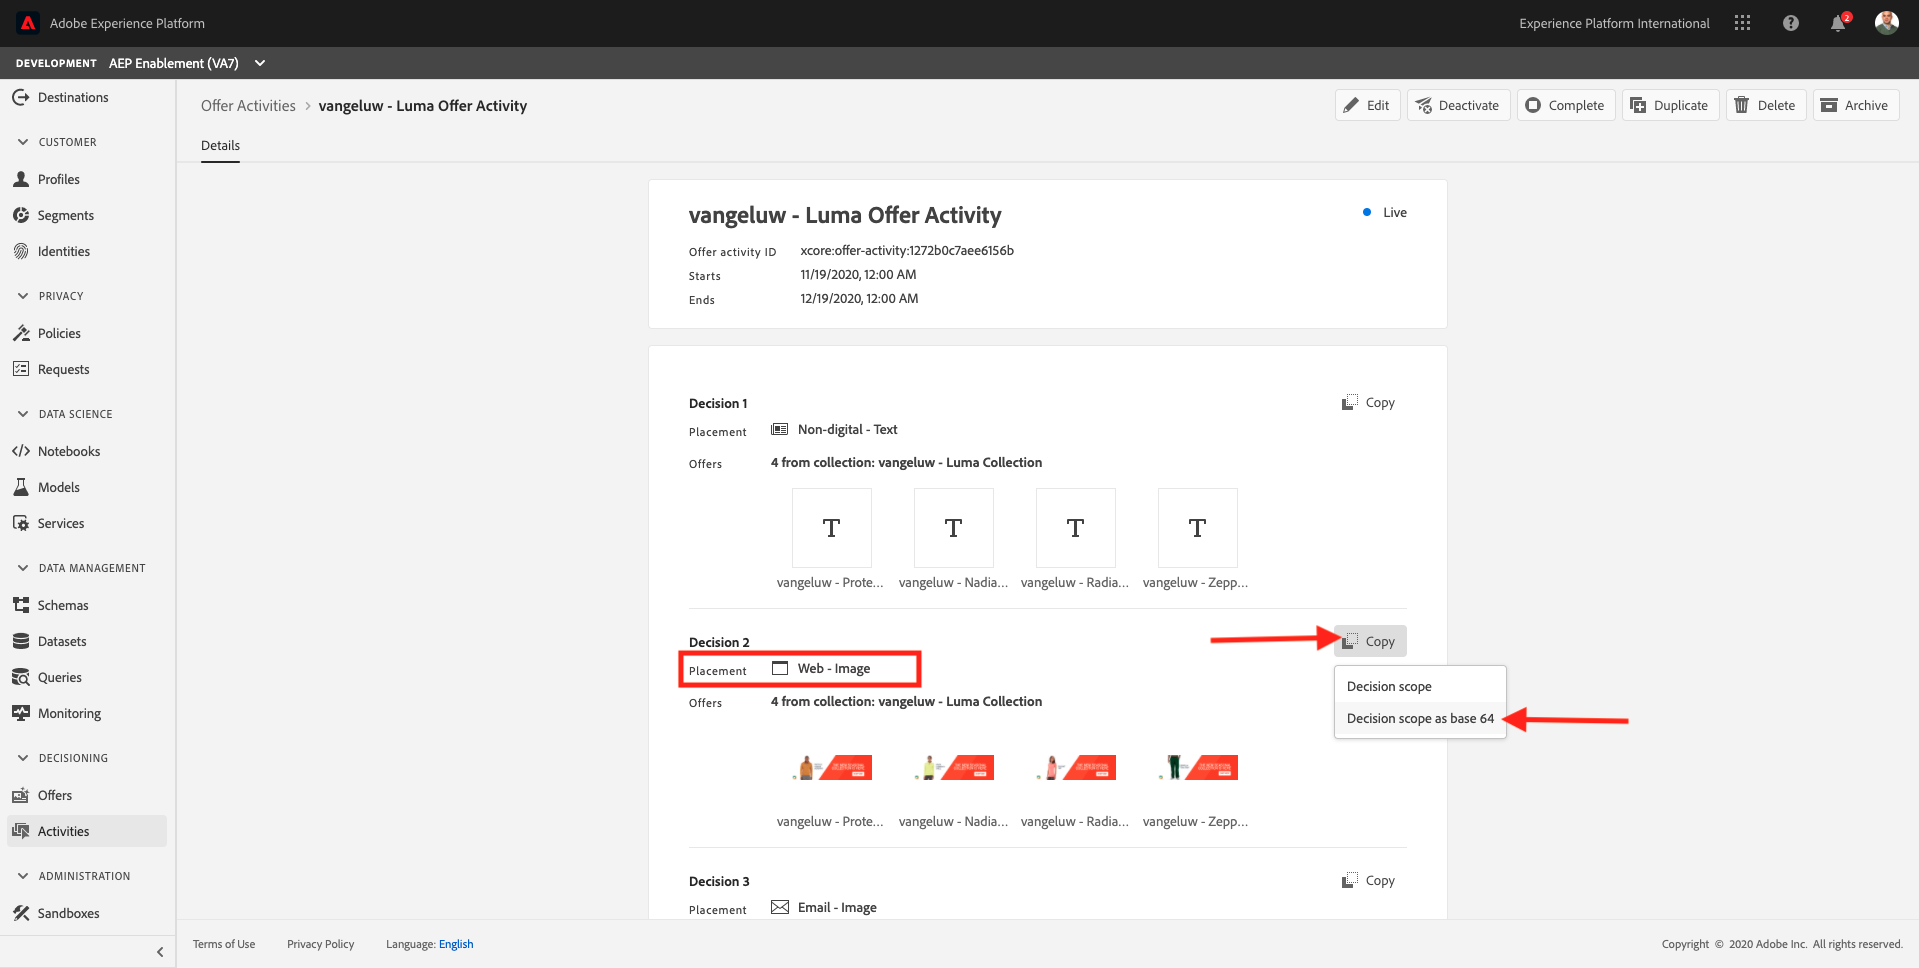 Adobe Experience Platform
Experience Platform International
2
DEVELOPMENT AEP Enablement (VA7)
Destinations
CUSTOMER
Profiles
Segments
Identities
PRIVACY
Policies
Requests
DATA SCIENCE
Notebooks
Models
Services
DATA MANAGEMENT
Schemas
Datasets
Queries
Monitoring
DECISIONING
Offers
Activities
ADMINISTRATION
Sandboxes
Offer Activities > vangeluw - Luma Offer Activity
Edit Deactivate Complete Duplicate Delete Archive
Details
vangeluw - Luma Offer Activity
Live
Offer activity ID xcore:offer-activity:1272b0c7aee6156b
Starts 11/19/2020, 12:00 AM
Ends 12/19/2020, 12:00 AM
Decision 1
Copy
Placement Non-digital - Text
Offers 4 from collection: vangeluw - Luma Collection
T T T T
vangeluw - Prote... vangeluw - Nadia... vangeluw - Radia... vangeluw - Zepp...
Decision 2
Copy
Placement Web - Image
Decision scope
Decision scope as base 64
Offers 4 from collection: vangeluw - Luma Collection
vangeluw - Prote... vangeluw - Nadia... vangeluw - Radia... vangeluw - Zepp...
Decision 3
Copy
Placement Email - Image
Terms of Use Privacy Policy Language: English
Copyright © 2020 Adobe Inc. All rights reserved.